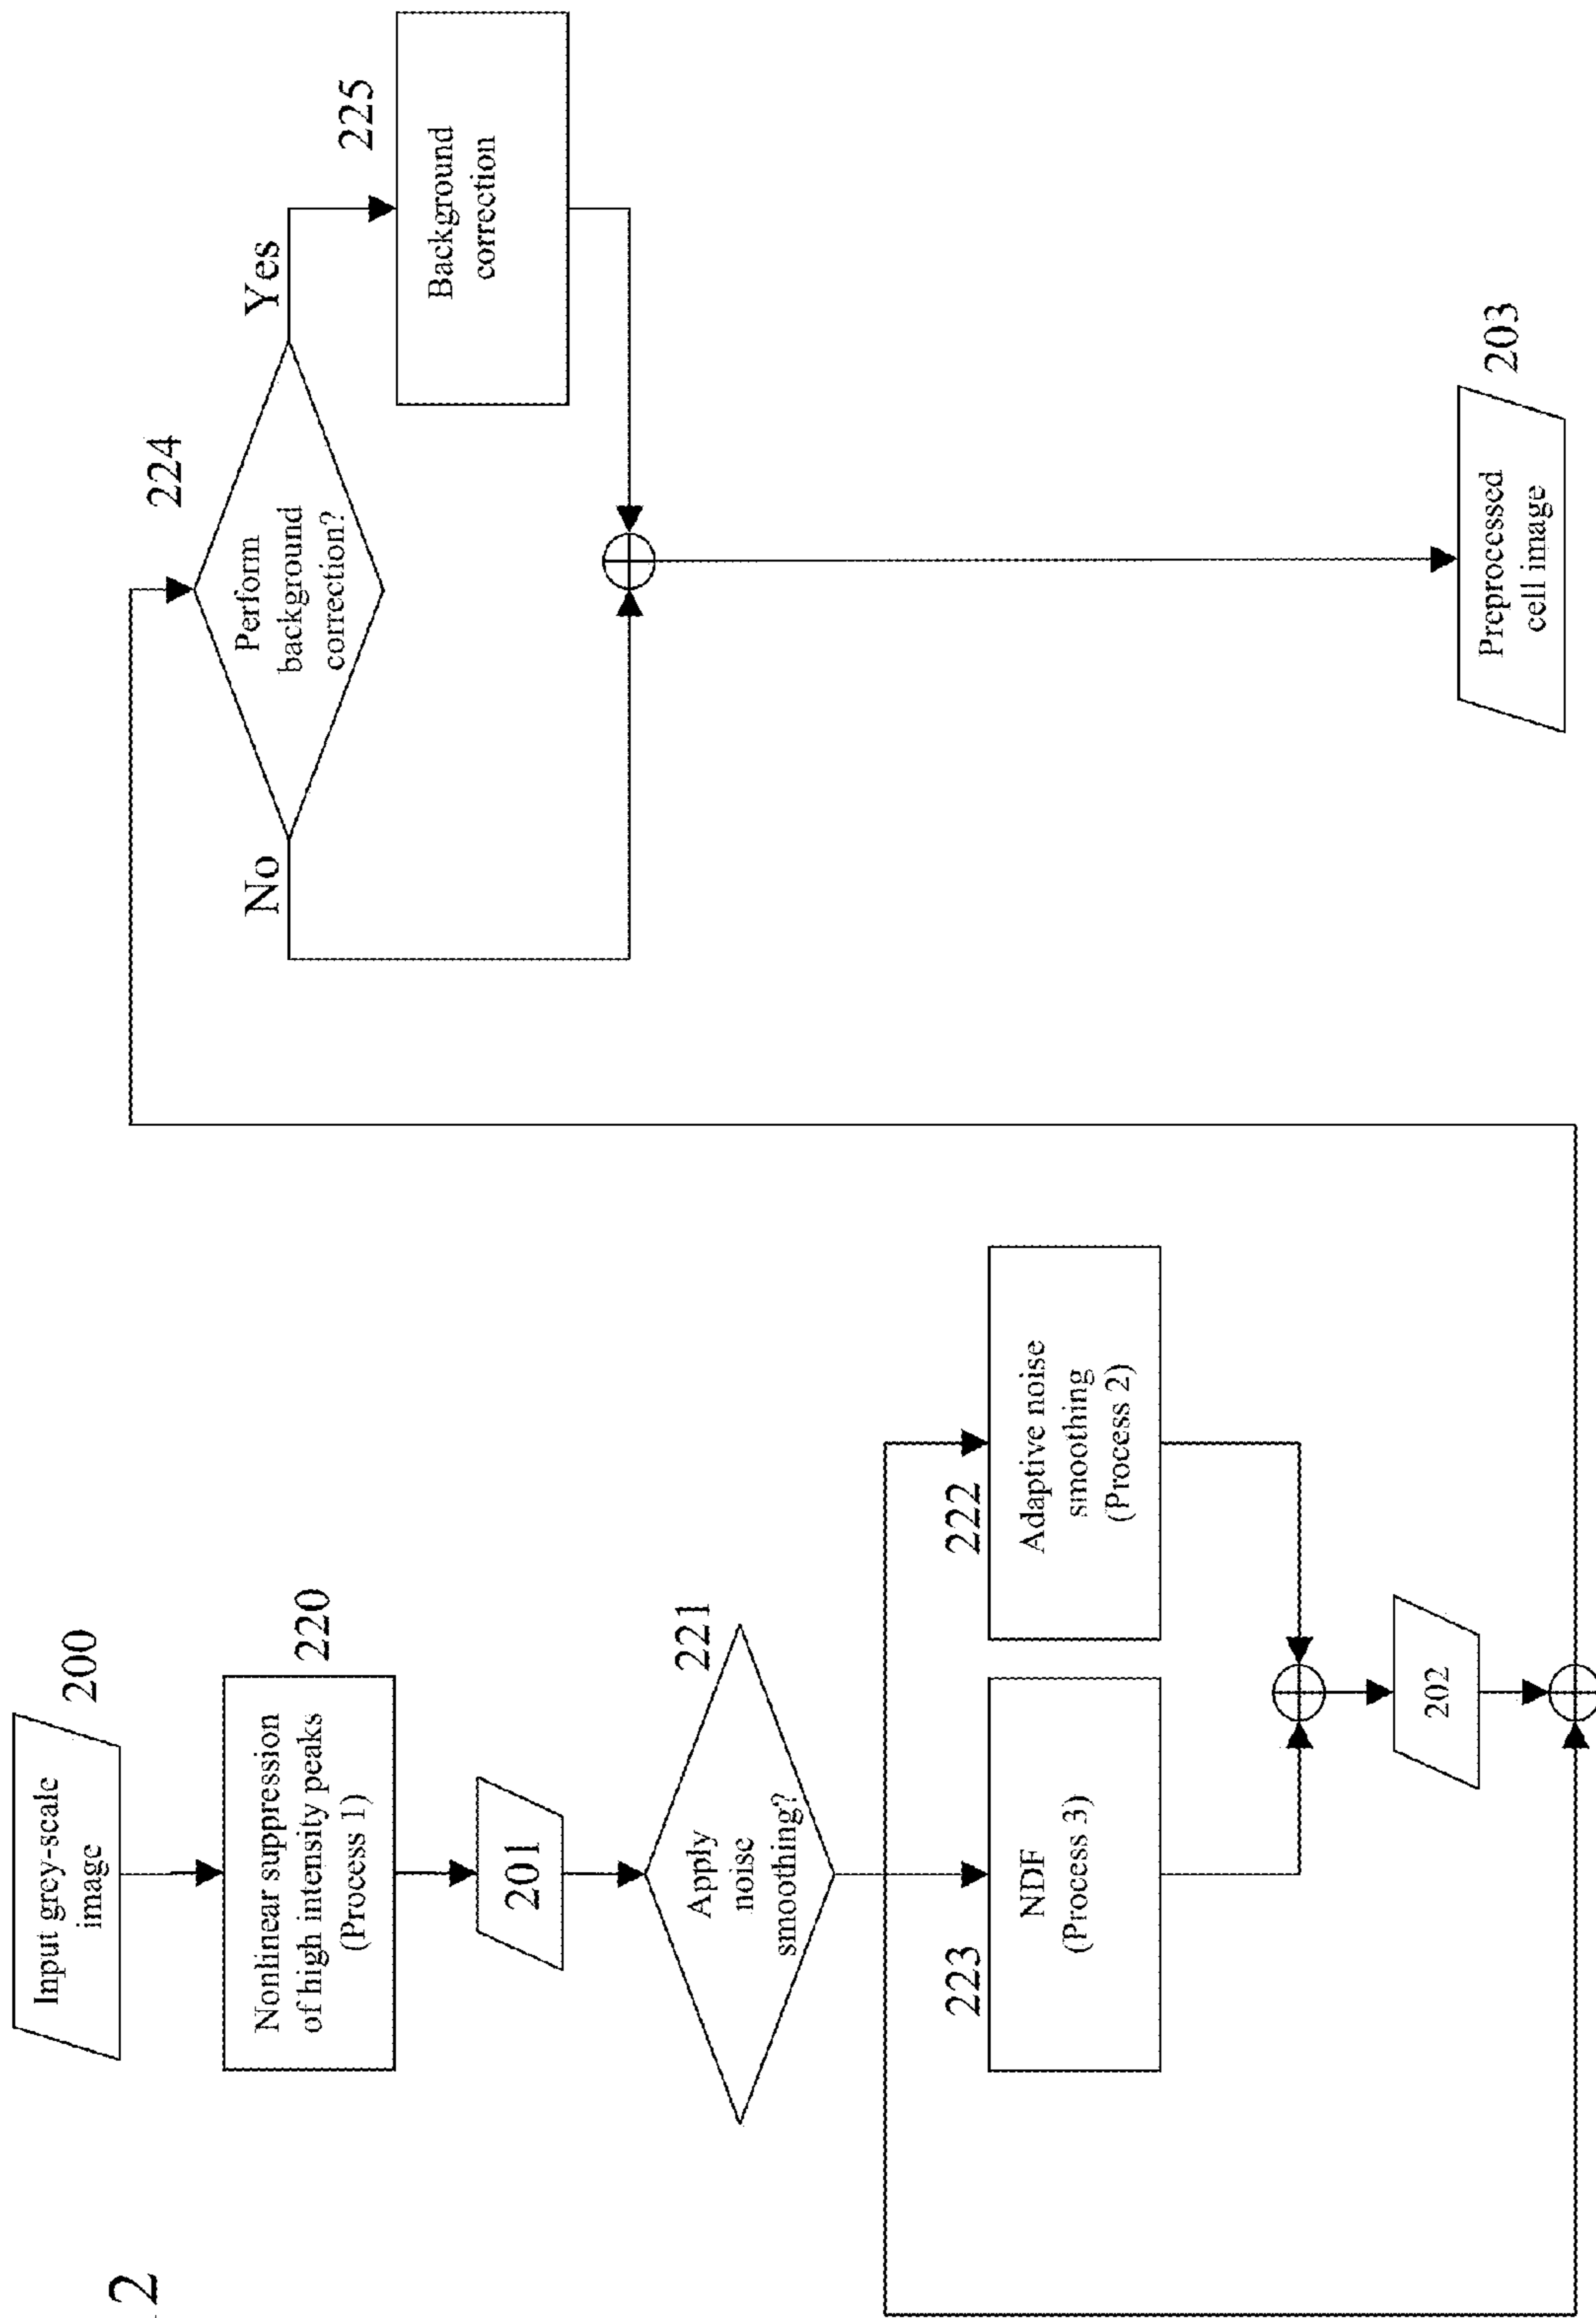 2
Input grey-scale
image
200
Nonlinear suppression
of high intensity peaks
(Process 1)
220
201
Apply
noise
smoothing?
221
223
NDF
(Process 3)
222
Adaptive noise
smoothing
(Process 2)
202
224
Perform
background
correction?
No
Yes
225
Background
correction
Preprocessed
cell image
203